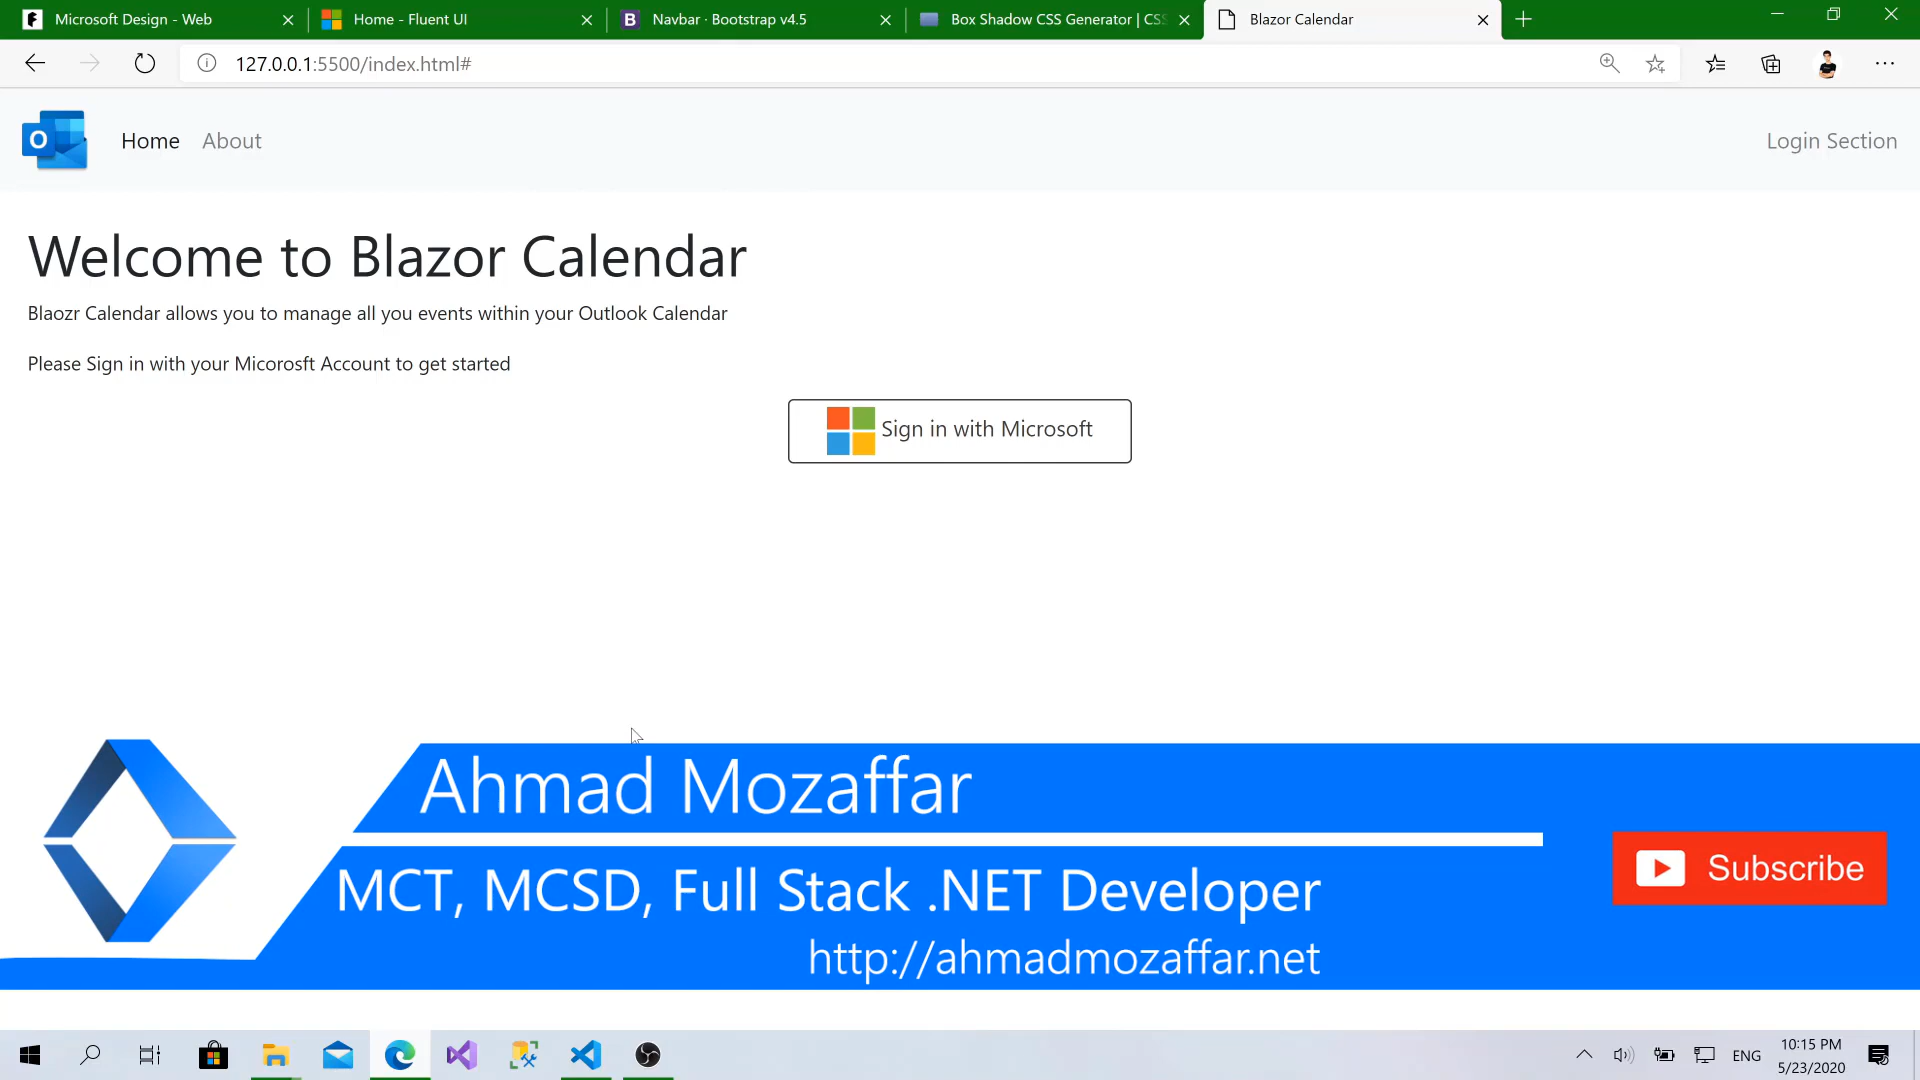 Microsoft Design - Web
Home - Fluent UI
B
Navbar · Bootstrap v4.5
Box Shadow CSS Generator | CSS
Blazor Calendar
127.0.0.1:5500/index.html#
O
Home
About
Login Section
Welcome to Blazor Calendar
Blaozr Calendar allows you to manage all you events within your Outlook Calendar
Please Sign in with your Micorosft Account to get started
Sign in with Microsoft
Ahmad Mozaffar
MCT, MCSD, Full Stack .NET Developer
http://ahmadmozaffar.net
Subscribe
ENG
10:15 PM
5/23/2020